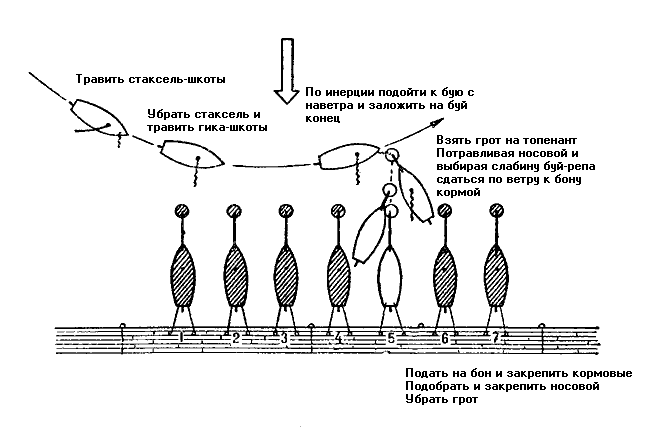 Травить стаксель-шкоты
Убрать стаксель и
травить гика-шкоты
По инерции подойти к бую с
наветра и заложить на буй
конец
Взять грот на топенант
Потравливая носовой и
выбирая слабину буй-репа
сдаться по ветру к бону
кормой
1 2 3 4 5 6 7
Подать на бон и закрепить кормовые
Подобрать и закрепить носовой
Убрать грот